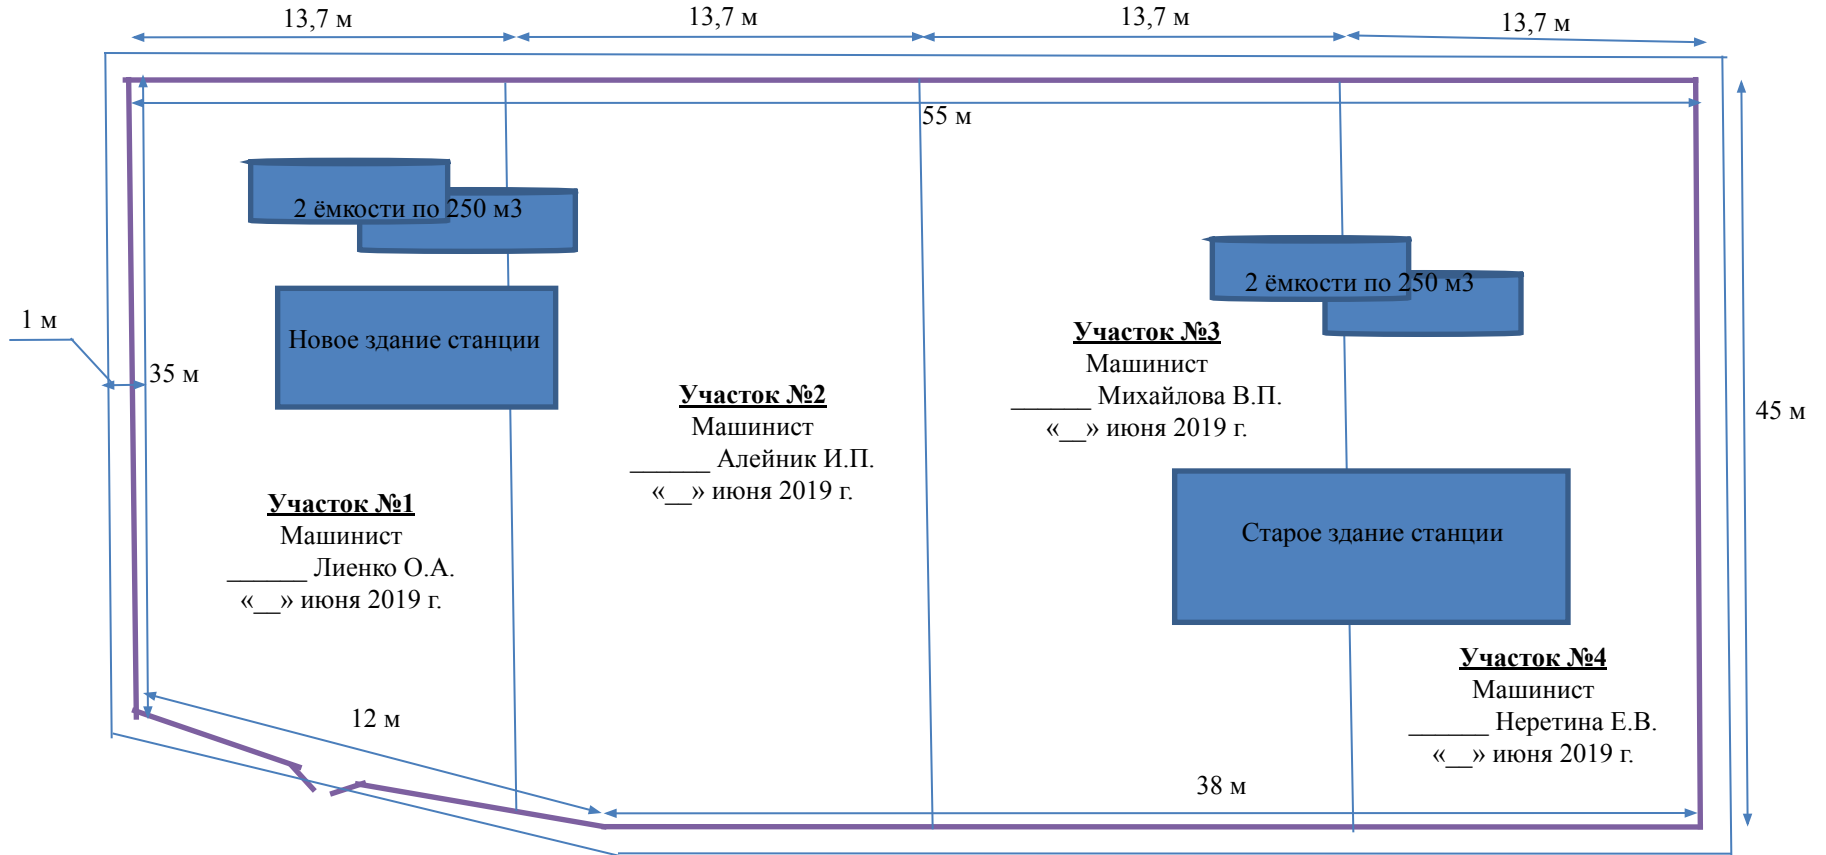 13,7 м
13,7 м
13,7 м
13,7 м
55 м
2 ёмкости по 250 м3
2 ёмкости по 250 м3
1 м
Новое здание станции
35 м
Участок №3
Машинист
______ Михайлова В.П.
«__» июня 2019 г.
Участок №2
Машинист
______ Алейник И.П.
«__» июня 2019 г.
45 м
Участок №1
Машинист
______ Лиенко О.А.
«__» июня 2019 г.
Старое здание станции
Участок №4
Машинист
______ Неретина Е.В.
«__» июня 2019 г.
12 м
38 м